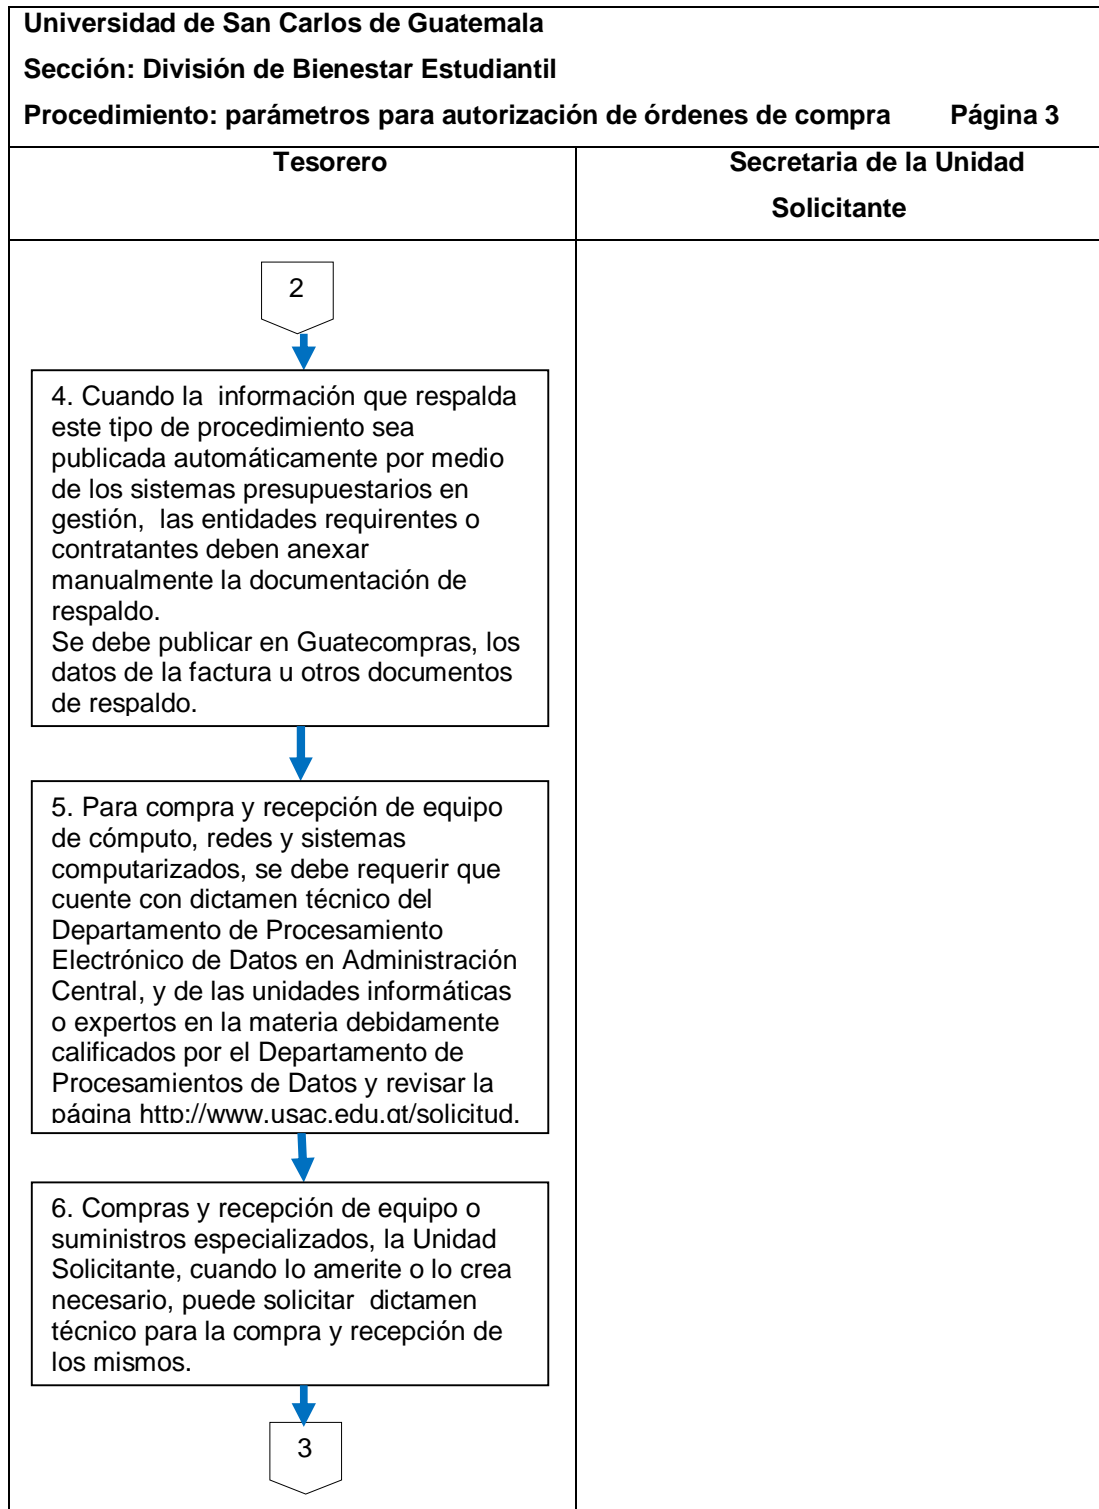 Universidad de San Carlos de Guatemala
Sección: División de Bienestar Estudiantil
Procedimiento: parámetros para autorización de órdenes de compra Página 3
Tesorero
Secretaria de la Unidad
Solicitante
2
4. Cuando la información que respalda
este tipo de procedimiento sea
publicada automáticamente por medio
de los sistemas presupuestarios en
gestión, las entidades requirentes o
contratantes deben anexar
manualmente la documentación de
respaldo.
Se debe publicar en Guatecompras, los
datos de la factura u otros documentos
de respaldo.
5. Para compra y recepción de equipo
de cómputo, redes y sistemas
computarizados, se debe requerir que
cuente con dictamen técnico del
Departamento de Procesamiento
Electrónico de Datos en Administración
Central, y de las unidades informáticas
o expertos en la materia debidamente
calificados por el Departamento de
Procesamientos de Datos y revisar la
página http://www.usac.edu.gt/solicitud.
6. Compras y recepción de equipo o
suministros especializados, la Unidad
Solicitante, cuando lo amerite o lo crea
necesario, puede solicitar dictamen
técnico para la compra y recepción de
los mismos.
3